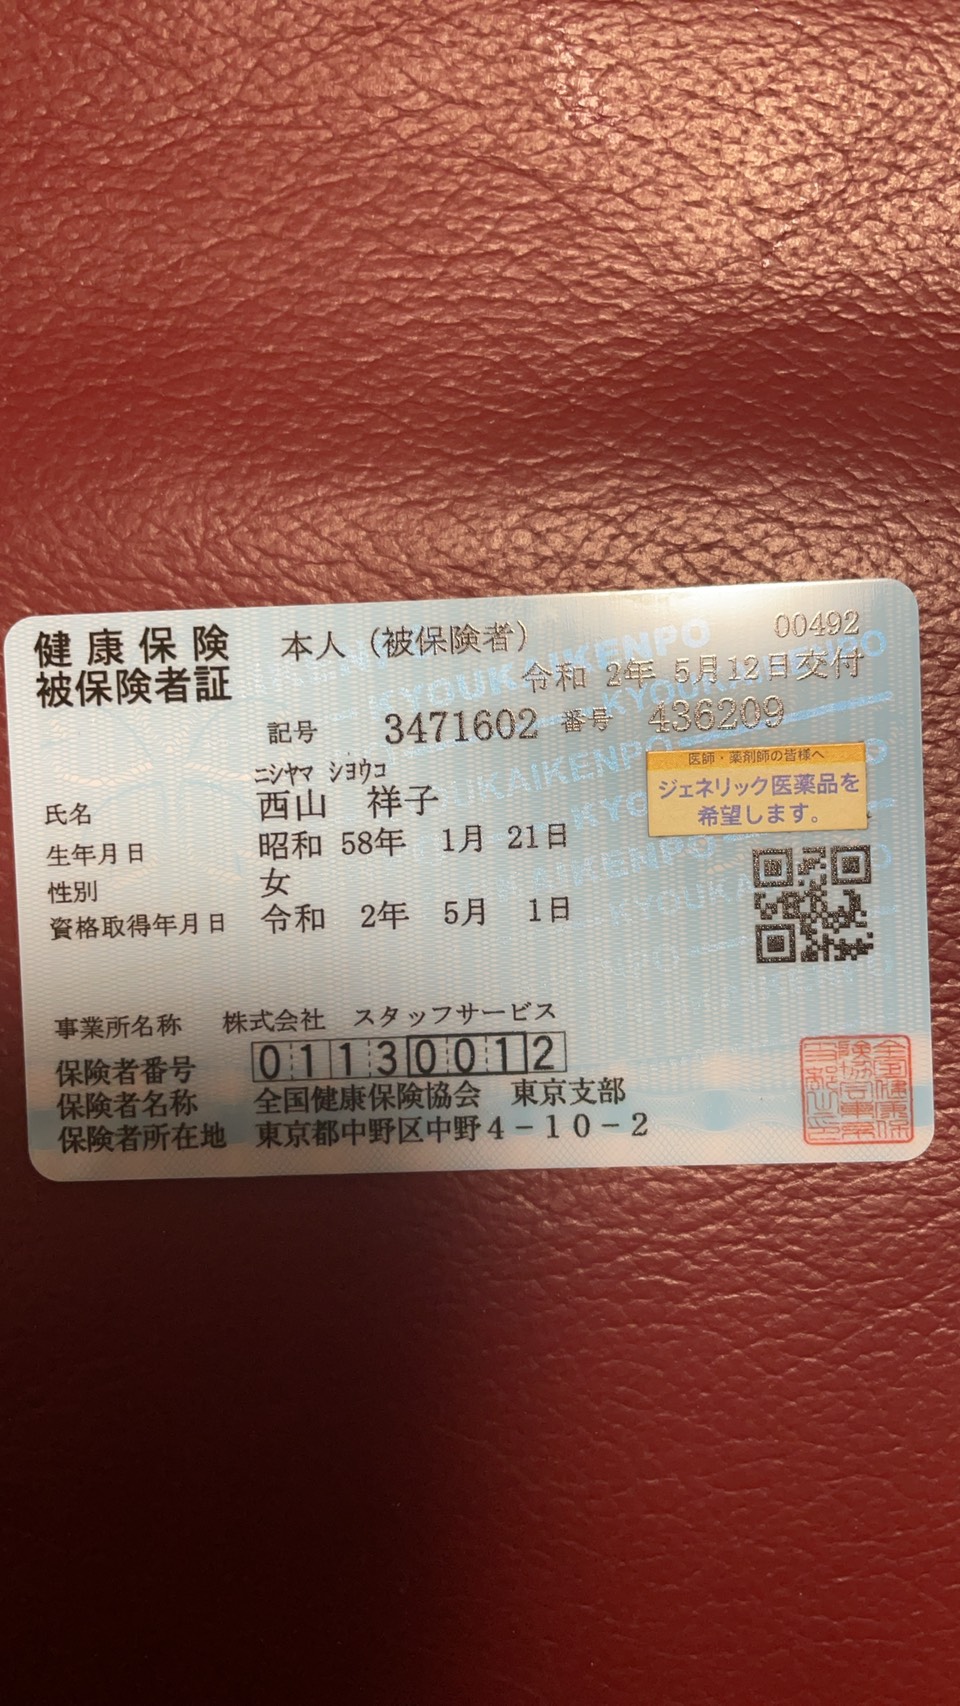 健康保険
被保険者証
本人（被保険者）
00492
令和 2年 5月12日交付
記号 3471602 番号 436209
医師・薬剤師の皆様へ
ジェネリック医薬品を
希望します。
ニシヤマ シヨウコ
氏名 西山 祥子
生年月日 昭和 58年 1月 21日
性別 女
資格取得年月日 令和 2年 5月 1日
事業所名称 株式会社 スタッフサービス
保険者番号 01130012
保険者名称 全国健康保険協会 東京支部
保険者所在地 東京都中野区中野4－10－2
KYOUKAIKENPO